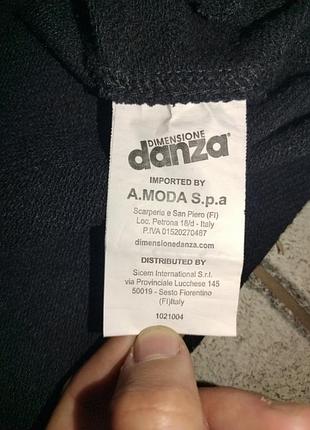 DIMENSIONE
danza®
IMPORTED BY
A.MODA S.p.a
Scarperia e San Piero (FI)
Loc. Petrona 18/d - Italy
P.IVA 01520270487
dimensionedanza.com
DISTRIBUTED BY
Sicem International S.r.l.
via Provinciale Lucchese 145
50019 - Sesto Fiorentino
(FI)Italy
1021004